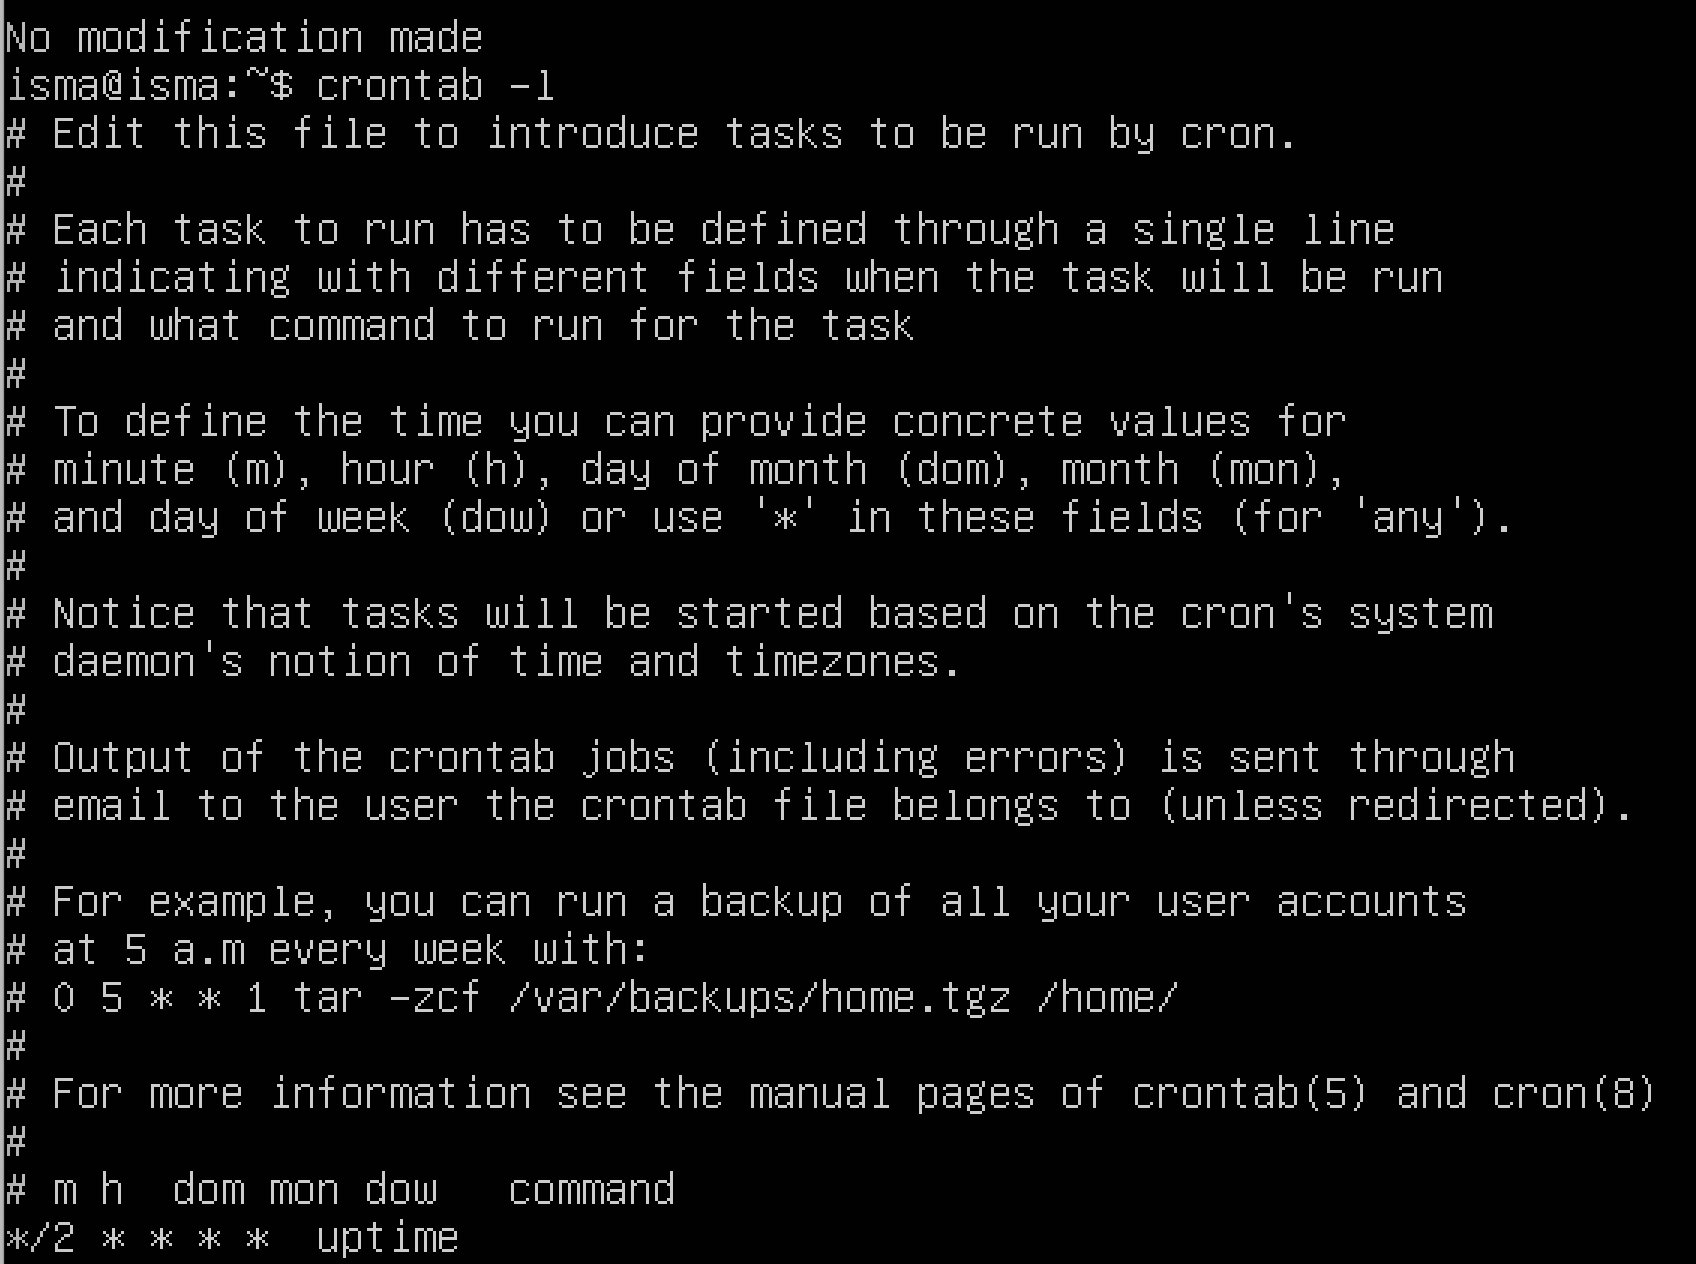 No modification made
isma@isma:~$ crontab -l
# Edit this file to introduce tasks to be run by cron.
#
# Each task to run has to be defined through a single line
# indicating with different fields when the task will be run
# and what command to run for the task
#
# To define the time you can provide concrete values for
# minute (m), hour (h), day of month (dom), month (mon),
# and day of week (dow) or use '*' in these fields (for 'any').
#
# Notice that tasks will be started based on the cron's system
# daemon's notion of time and timezones.
#
# Output of the crontab jobs (including errors) is sent through
# email to the user the crontab file belongs to (unless redirected).
#
# For example, you can run a backup of all your user accounts
# at 5 a.m every week with:
# 0 5 * * 1 tar -zcf /var/backups/home.tgz /home/
#
# For more information see the manual pages of crontab(5) and cron(8)
#
# m h  dom mon dow   command
*/2 * * * *  uptime